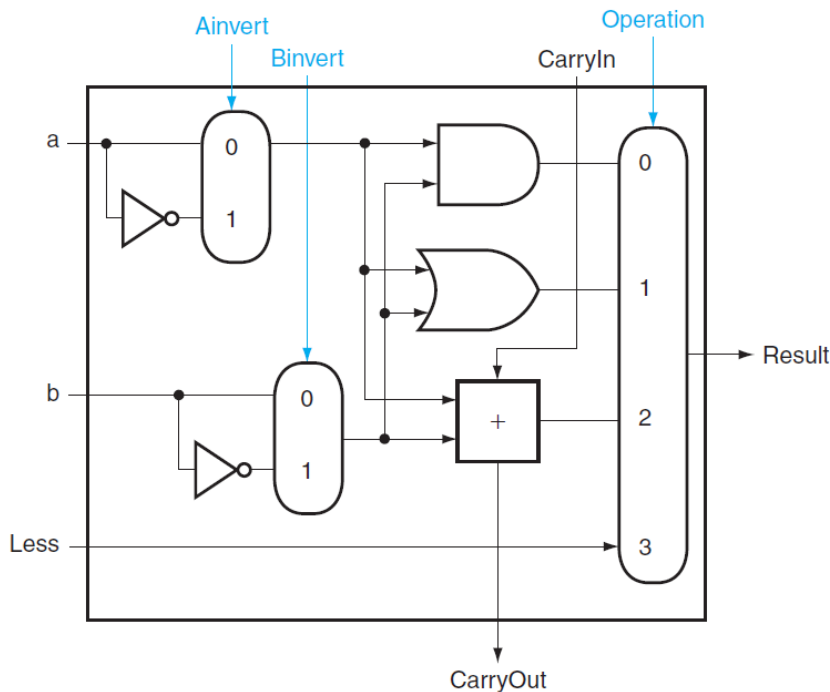 Operation
Ainvert
Binvert
CarryIn
a
0
0
1
1
Result
b
0
+
2
1
Less
3
CarryOut